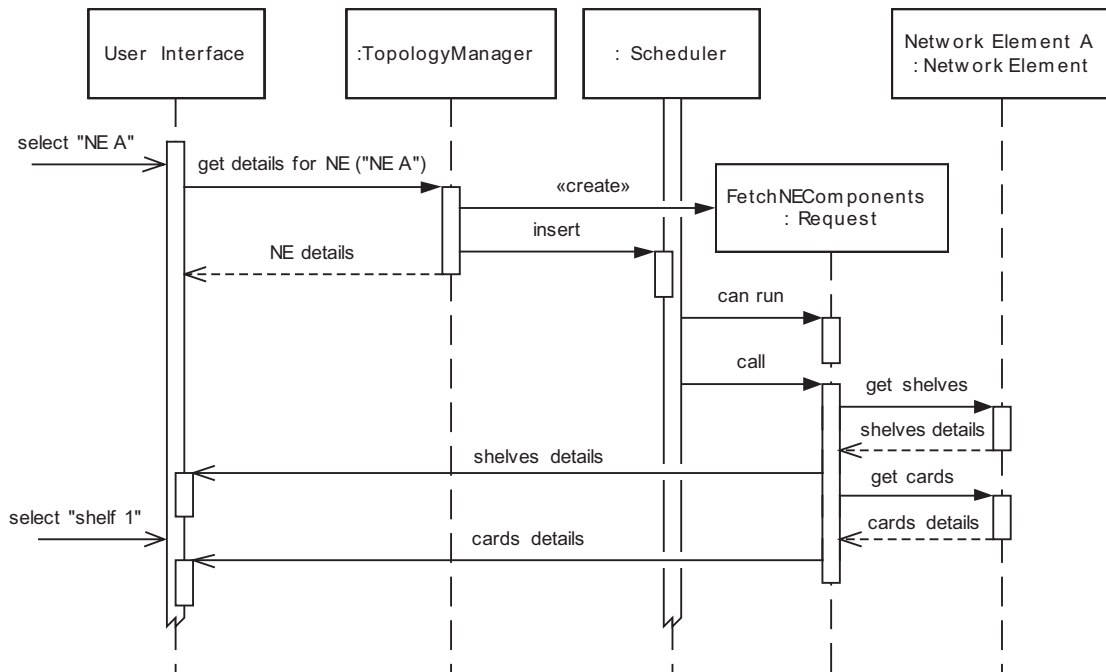 User Interface
:TopologyManager
: Scheduler
Network Element A
: Network Element
select "NE A"
get details for NE ("NE A")
«create»
FetchNEComponents
: Request
insert
NE details
can run
call
get shelves
shelves details
shelves details
get cards
select "shelf 1"
cards details
cards details